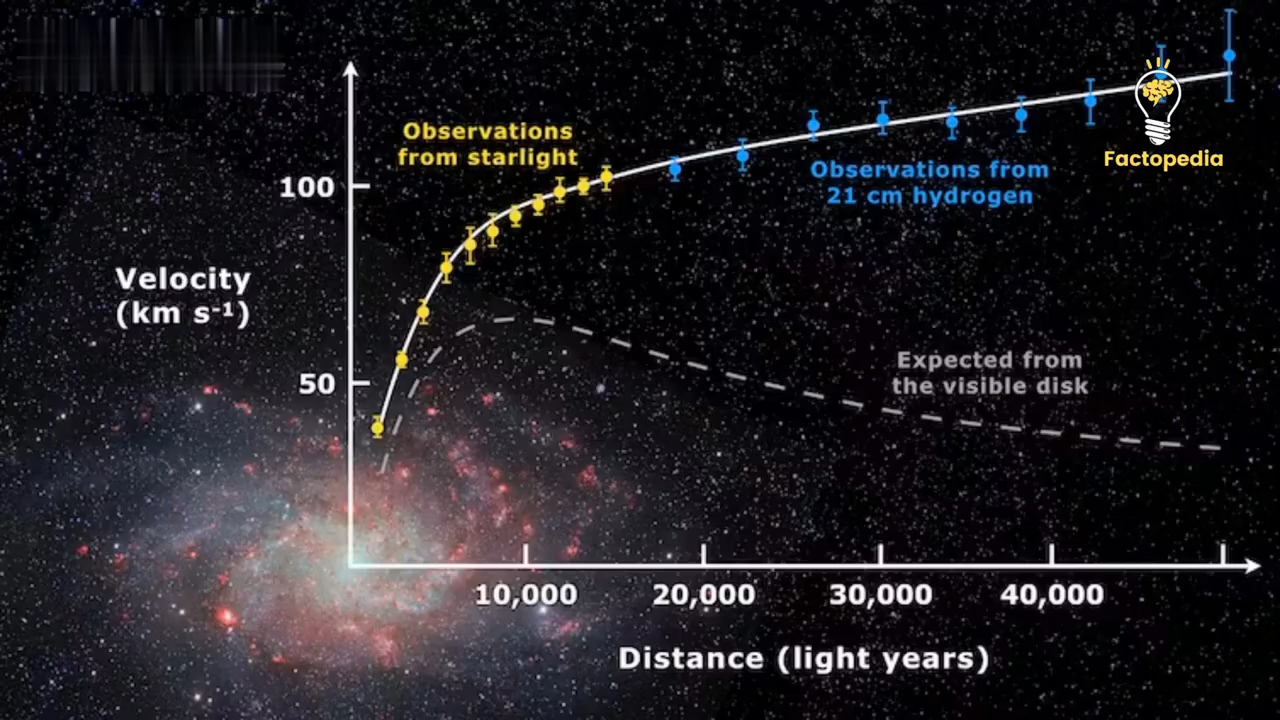 Observations
from starlight
100
Observations from
21 cm hydrogen
Factopedia
Velocity
(km s-1)
50
Expected from
the visible disk
10,000
20,000
30,000
40,000
Distance (light years)